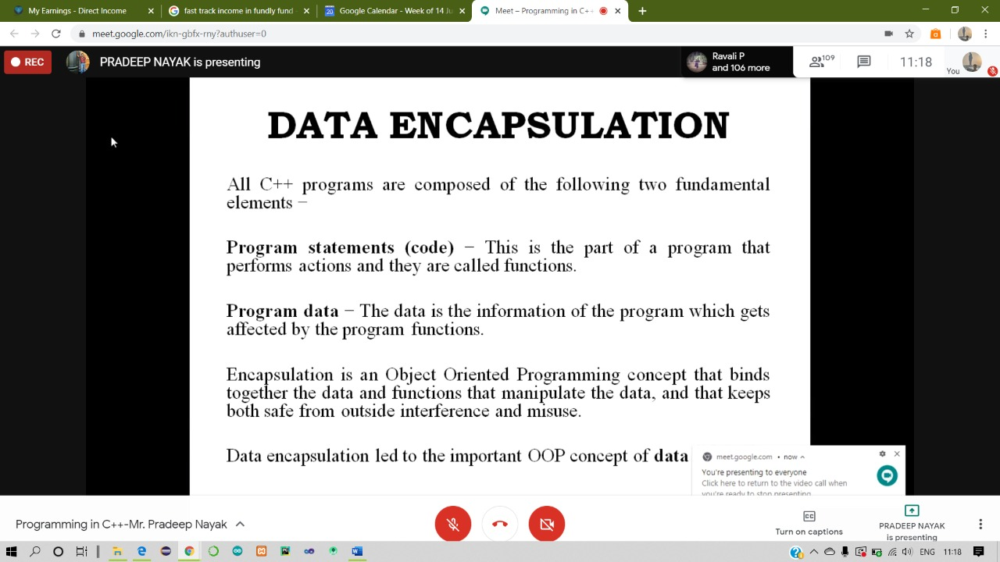 My Earnings - Direct Income
fast track income in fundly fund -
20 Google Calendar - Week of 14 Ju
Meet – Programming in C++
meet.google.com/ikn-gbfx-rny?authuser=0
REC
PRADEEP NAYAK is presenting
Ravali P
and 106 more
109
11:18
You
DATA ENCAPSULATION
All C++ programs are composed of the following two fundamental
elements −
Program statements (code) − This is the part of a program that
performs actions and they are called functions.
Program data − The data is the information of the program which gets
affected by the program functions.
Encapsulation is an Object Oriented Programming concept that binds
together the data and functions that manipulate the data, and that keeps
both safe from outside interference and misuse.
Data encapsulation led to the important OOP concept of data
meet.google.com • now
You're presenting to everyone
Click here to return to the video call when
you're ready to stop presenting
Programming in C++-Mr. Pradeep Nayak
Turn on captions
PRADEEP NAYAK
is presenting
ENG 11:18